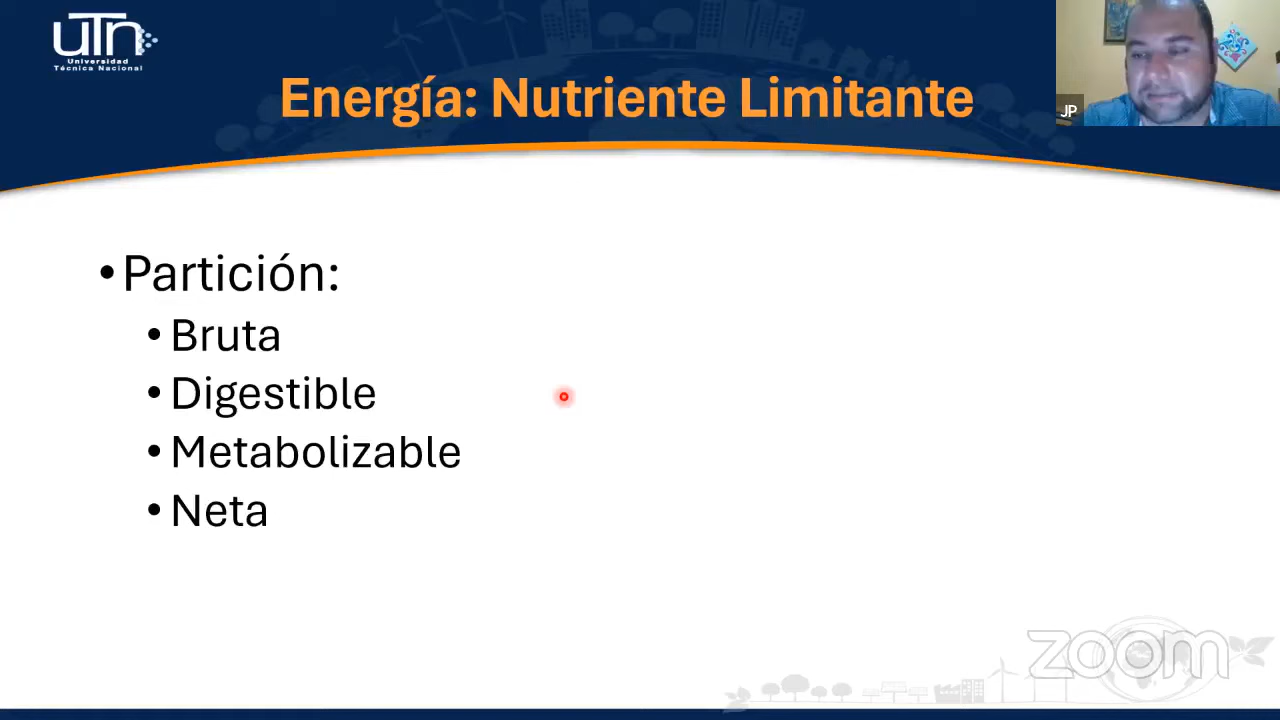 UTN
Universidad
Técnica Nacional
Energía: Nutriente Limitante
JP
•Partición:
•Bruta
•Digestible
•Metabolizable
•Neta
zoom